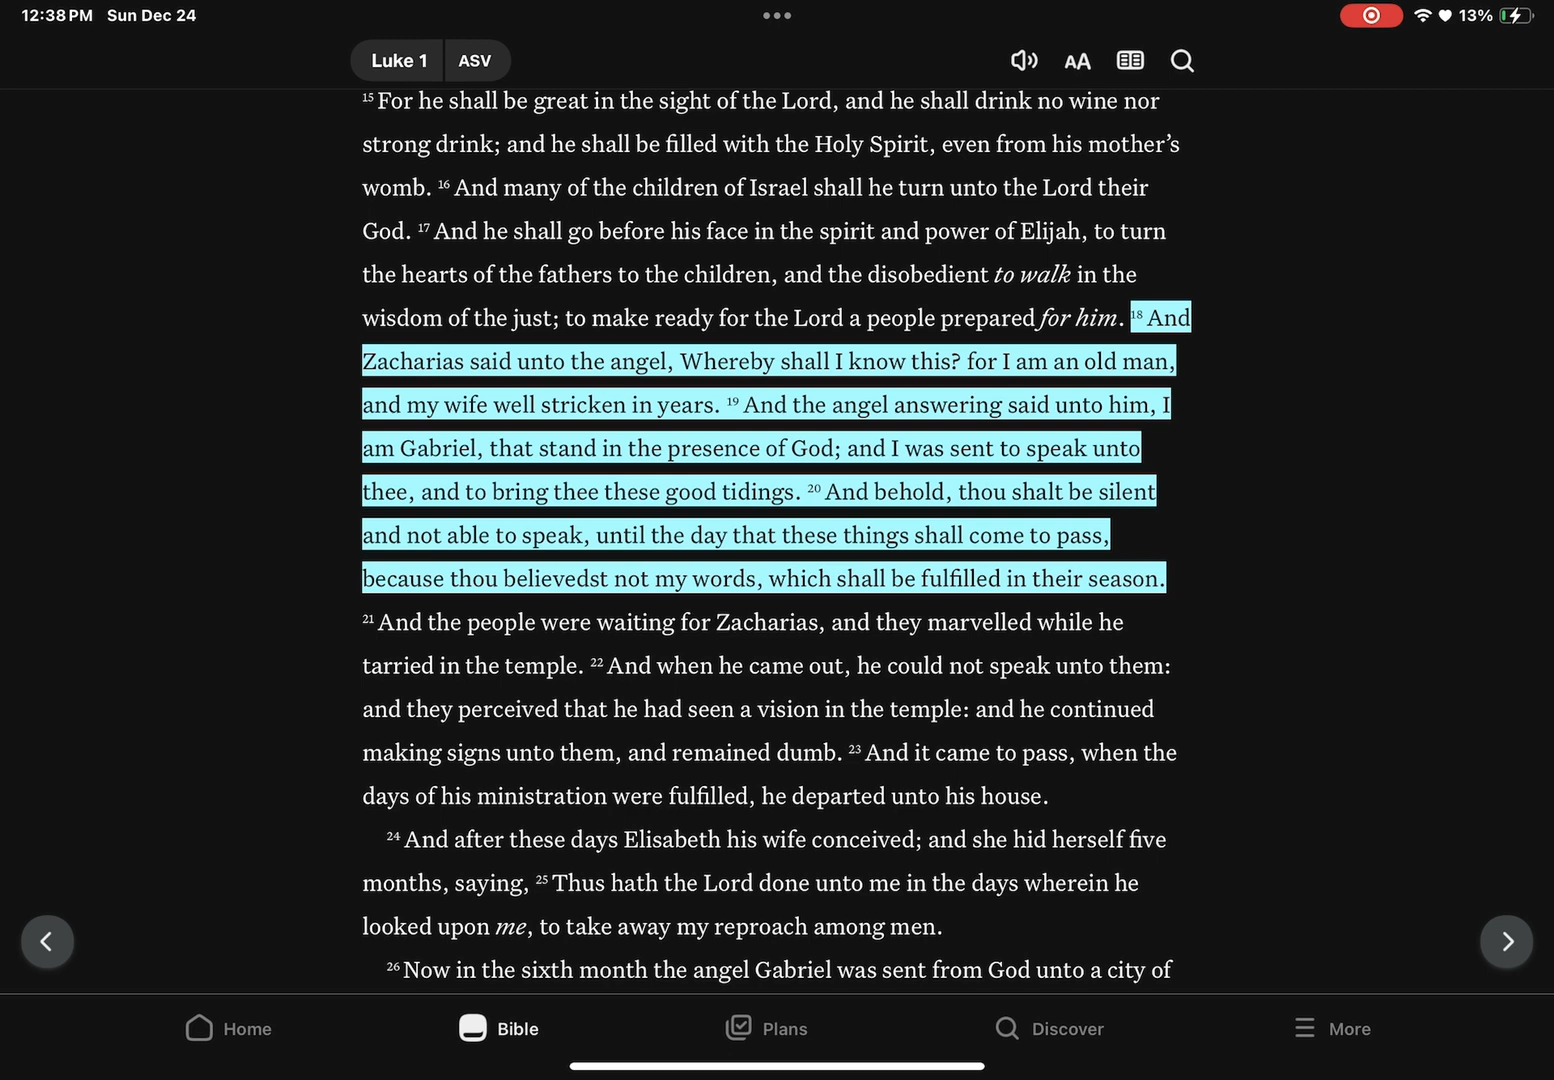 12:38 PM Sun Dec 24
13%
Luke 1 ASV
AA
15 For he shall be great in the sight of the Lord, and he shall drink no wine nor
strong drink; and he shall be filled with the Holy Spirit, even from his mother’s
womb. 16 And many of the children of Israel shall he turn unto the Lord their
God. 17 And he shall go before his face in the spirit and power of Elijah, to turn
the hearts of the fathers to the children, and the disobedient to walk in the
wisdom of the just; to make ready for the Lord a people prepared for him. 18 And
Zacharias said unto the angel, Whereby shall I know this? for I am an old man,
and my wife well stricken in years. 19 And the angel answering said unto him, I
am Gabriel, that stand in the presence of God; and I was sent to speak unto
thee, and to bring thee these good tidings. 20 And behold, thou shalt be silent
and not able to speak, until the day that these things shall come to pass,
because thou believedst not my words, which shall be fulfilled in their season.
21 And the people were waiting for Zacharias, and they marvelled while he
tarried in the temple. 22 And when he came out, he could not speak unto them:
and they perceived that he had seen a vision in the temple: and he continued
making signs unto them, and remained dumb. 23 And it came to pass, when the
days of his ministration were fulfilled, he departed unto his house.
24 And after these days Elisabeth his wife conceived; and she hid herself five
months, saying, 25 Thus hath the Lord done unto me in the days wherein he
looked upon me, to take away my reproach among men.
26 Now in the sixth month the angel Gabriel was sent from God unto a city of
Home Bible Plans Discover More